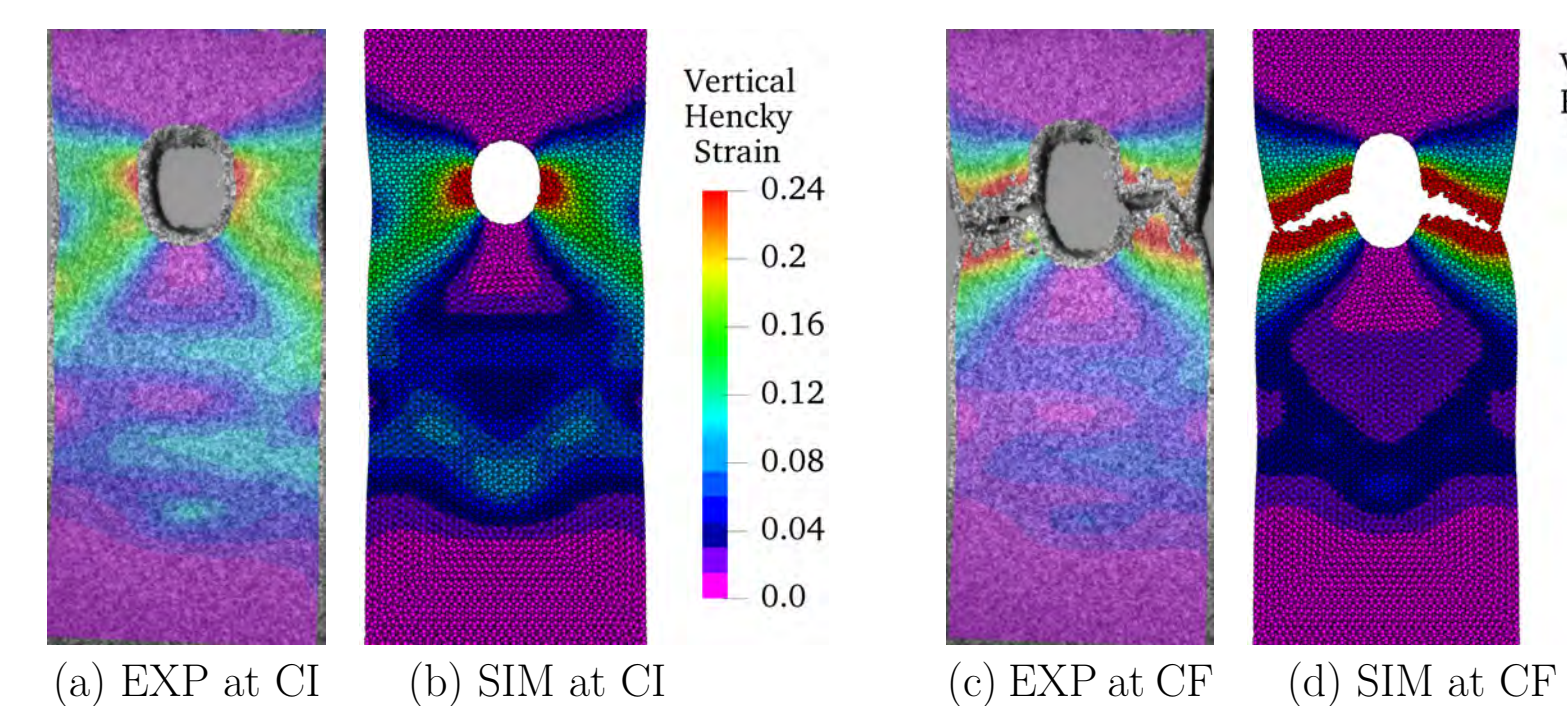 Vertical
Hencky
Strain
0.24
0.2
0.16
0.12
0.08
0.04
0.0
(a) EXP at CI
(b) SIM at CI
(c) EXP at CF
(d) SIM at CF